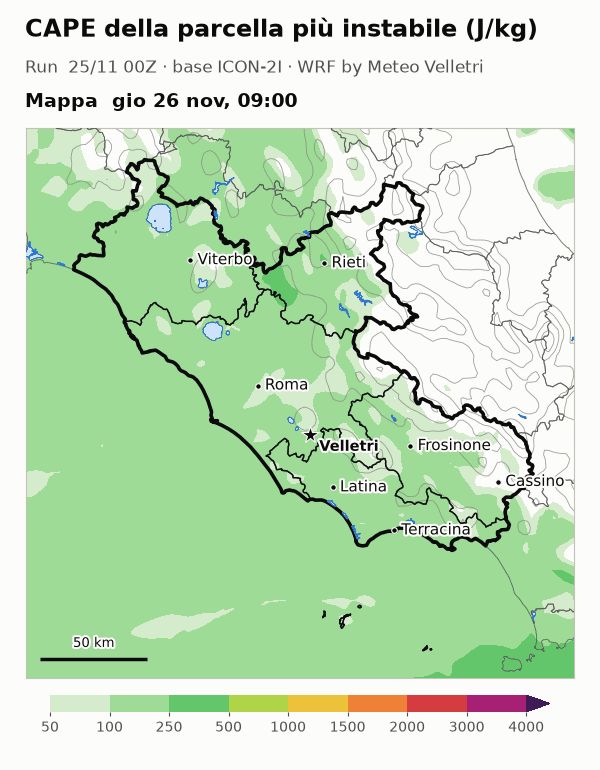 CAPE della parcella più instabile (J/kg)
Run  25/11 00Z · base ICON-2I · WRF by Meteo Velletri
Mappa  gio 26 nov, 09:00
Viterbo
Rieti
Roma
Velletri
Frosinone
Cassino
Latina
Terracina
50 km
50 100 250 500 1000 1500 2000 3000 4000